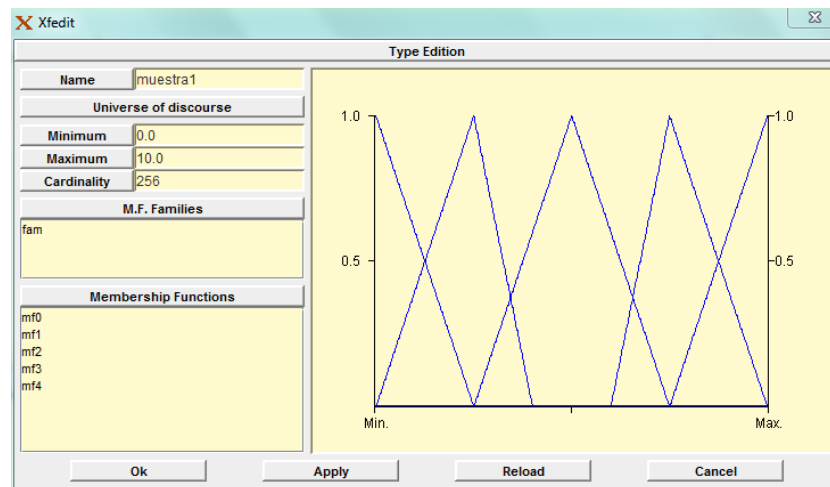 Xfedit
Type Edition
Name muestra1
Universe of discourse
Minimum 0.0
Maximum 10.0
Cardinality 256
M.F. Families
fam
Membership Functions
mf0
mf1
mf2
mf3
mf4
1.0 1.0
0.5 0.5
Min. Max.
Ok Apply Reload Cancel